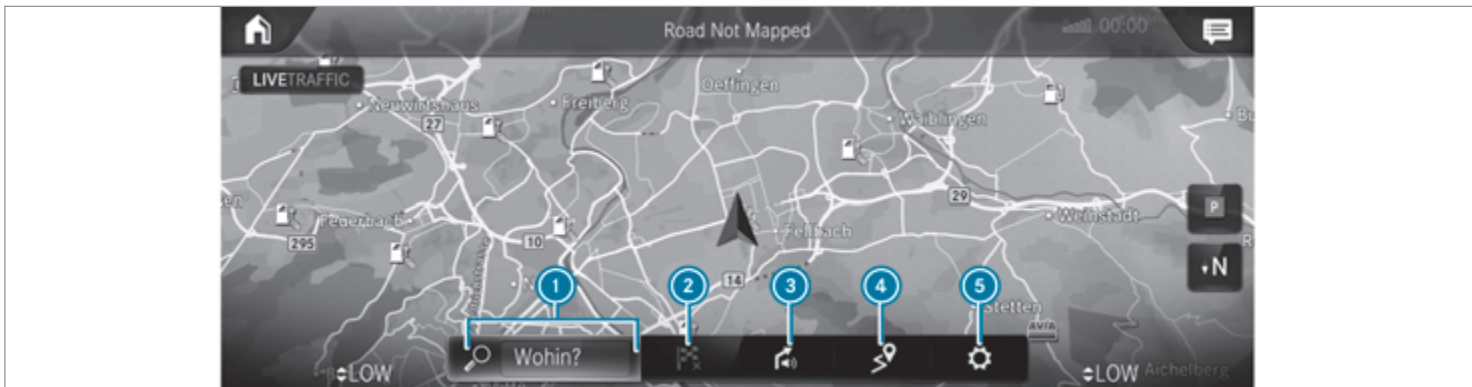 Road Not Mapped
00:00
LIVETRAFFIC
Oeffingen
Neuwirtshaus
Freiberg
27
Waiblingen
29
Feuerbach
Weinstadt
P
295
10
Fellbach
N
14
1
2
3
4
5
Stetten
AV/A
Wohin?
LOW
LOW
Aichelberg